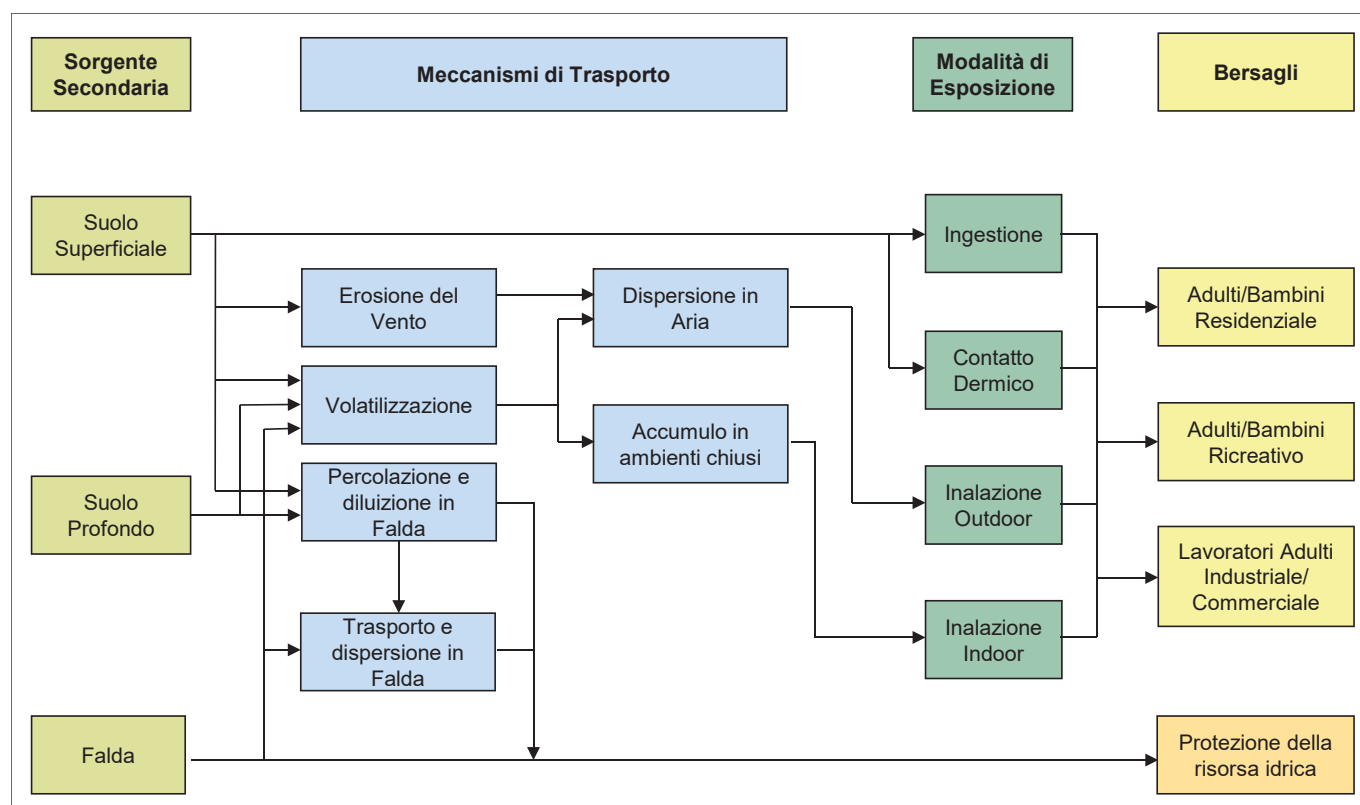 Sorgente
Secondaria
Meccanismi di Trasporto
Modalità di
Esposizione
Bersagli
Suolo
Superficiale
Ingestione
Erosione del
Vento
Dispersione in
Aria
Adulti/Bambini
Residenziale
Contatto
Dermico
Volatilizzazione
Accumulo in
ambienti chiusi
Adulti/Bambini
Ricreativo
Suolo
Profondo
Percolazione e
diluizione in
Falda
Inalazione
Outdoor
Lavoratori Adulti
Industriale/
Commerciale
Trasporto e
dispersione in
Falda
Inalazione
Indoor
Falda
Protezione della
risorsa idrica